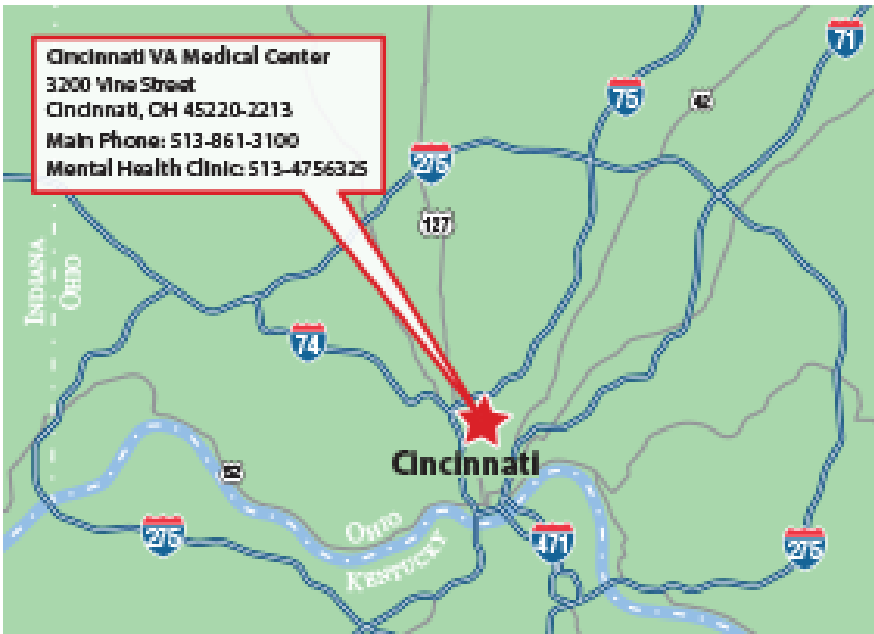 Cincinnati VA Medical Center
3200 Vine Street
Cincinnati, OH 45220-2213
Main Phone: 513-861-3100
Mental Health Clinic: 513-4756325
71
75
42
275
127
INDIANA
OHIO
74
Cincinnati
OHIO
KENTUCKY
275
471
275